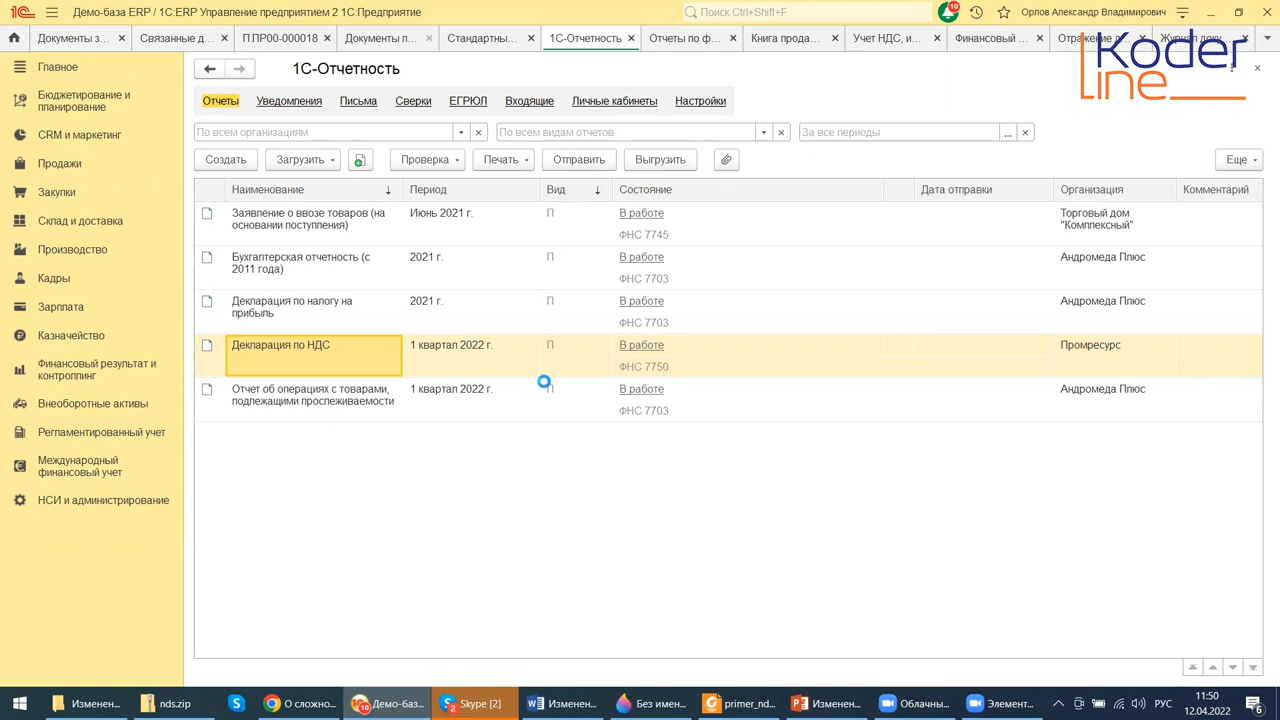 Демо-база ERP / 1С:ERP Управление предприятием 2 1С:Предприятие
Поиск Ctrl+Shift+F
10
Орлов Александр Владимирович
Документы з...
Связанные д...
П.ПР00-000018
Документы п...
Стандартны...
1С-Отчетность
Отчеты по ф...
Книга прода...
Учет НДС, и...
Финансовый ...
Отражение д...
Журнал доку...
Koder
line
Главное
Бюджетирование и
планирование
CRM и маркетинг
Продажи
Закупки
Склад и доставка
Производство
Кадры
Зарплата
Казначейство
Финансовый результат и
контроллинг
Внеоборотные активы
Регламентированный учет
Международный
финансовый учет
НСИ и администрирование
1С-Отчетность
Отчеты
Уведомления
Письма
Сверки
ЕГРЮЛ
Входящие
Личные кабинеты
Настройки
По всем организациям
По всем видам отчетов
За все периоды
Создать
Загрузить
Проверка
Печать
Отправить
Выгрузить
Еще
Наименование
Период
Вид
Состояние
Дата отправки
Организация
Комментарий
Заявление о ввозе товаров (на
основании поступления)
Июнь 2021 г.
П
В работе
ФНС 7745
Торговый дом
"Комплексный"
Бухгалтерская отчетность (с
2011 года)
2021 г.
П
В работе
ФНС 7703
Андромеда Плюс
Декларация по налогу на
прибыль
2021 г.
П
В работе
ФНС 7703
Андромеда Плюс
Декларация по НДС
1 квартал 2022 г.
П
В работе
ФНС 7750
Промресурс
Отчет об операциях с товарами,
подлежащими прослеживаемости
1 квартал 2022 г.
П
В работе
ФНС 7703
Андромеда Плюс
Изменен...
nds.zip
О сложно...
10
Демо-баз...
2
Skype [2]
Изменен...
Без имен...
primer_nd...
Изменен...
Облачны...
Элемент...
РУС
11:50
12.04.2022
6